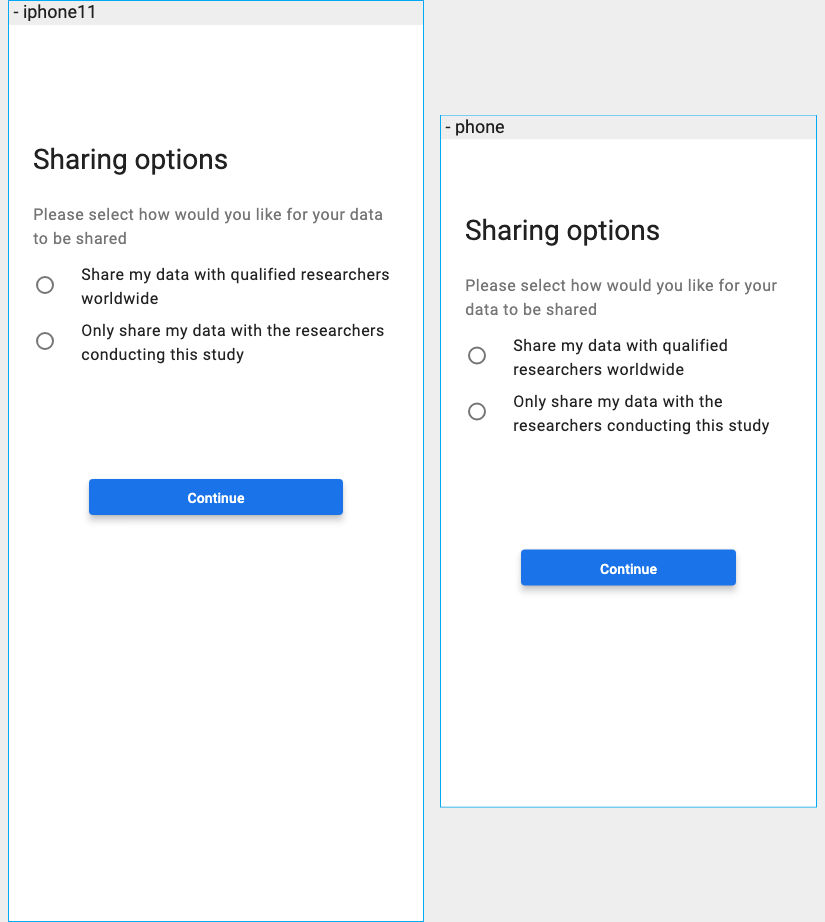 - iphone11
Sharing options
Please select how would you like for your data
to be shared
Share my data with qualified researchers
worldwide
Only share my data with the researchers
conducting this study
Continue
- phone
Sharing options
Please select how would you like for your
data to be shared
Share my data with qualified
researchers worldwide
Only share my data with the
researchers conducting this study
Continue